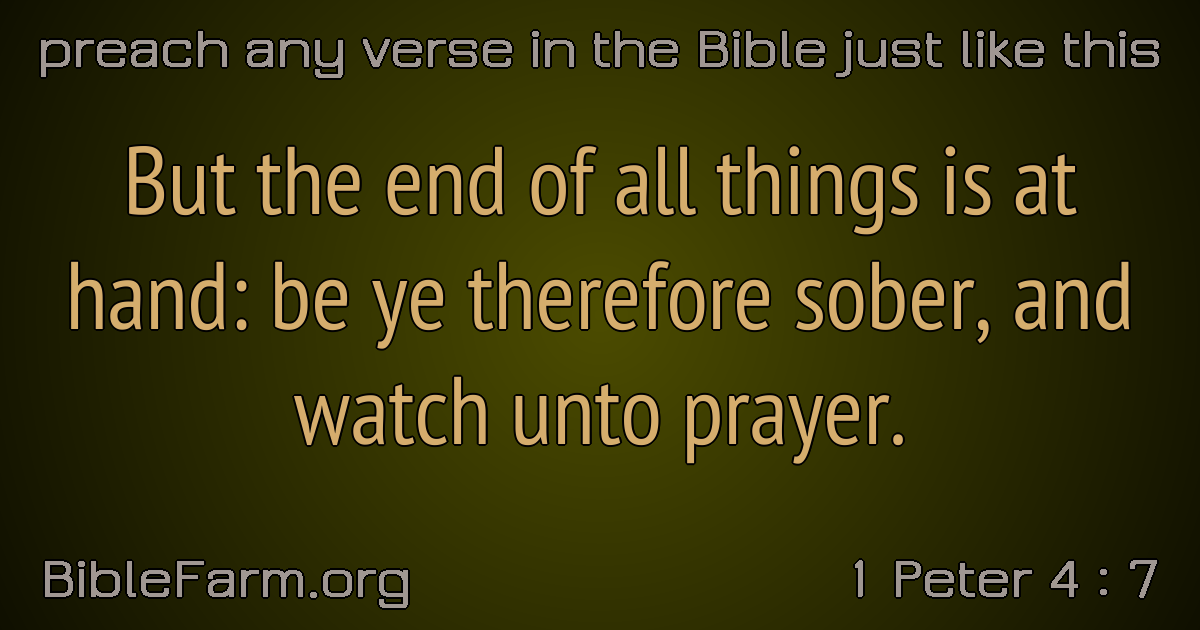 preach any verse in the Bible just like this
But the end of all things is at
hand: be ye therefore sober, and
watch unto prayer.
BibleFarm.org
1 Peter 4 : 7